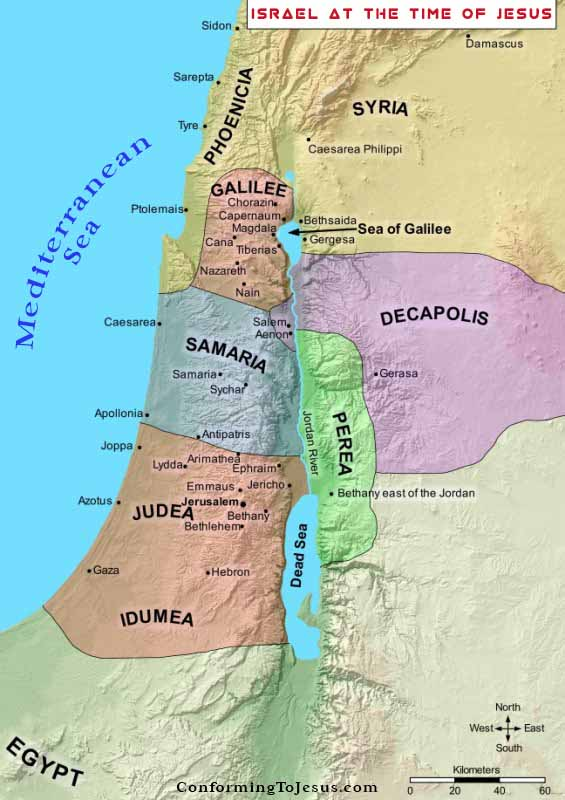 ISRAEL AT THE TIME OF JESUS
Sidon
Damascus
Sarepta
PHOENICIA
SYRIA
Tyre
Caesarea Philippi
Mediterranean
Sea
GALILEE
Chorazin
Ptolemais
Capernaum
Bethsaida
Magdala
Sea of Galilee
Cana
Gergesa
Tiberias
Nazareth
Nain
DECAPOLIS
Caesarea
Salem
Aenon
SAMARIA
Samaria
Gerasa
Sychar
Apollonia
PEREA
Jordan River
Antipatris
Joppa
Arimathea
Lydda
Ephraim
Emmaus
Jericho
Bethany east of the Jordan
Azotus
Jerusalem
JUDEA
Bethany
Bethlehem
Dead Sea
Gaza
Hebron
IDUMEA
North
West
East
South
EGYPT
Kilometers
0 20 40 60
ConformingToJesus.com